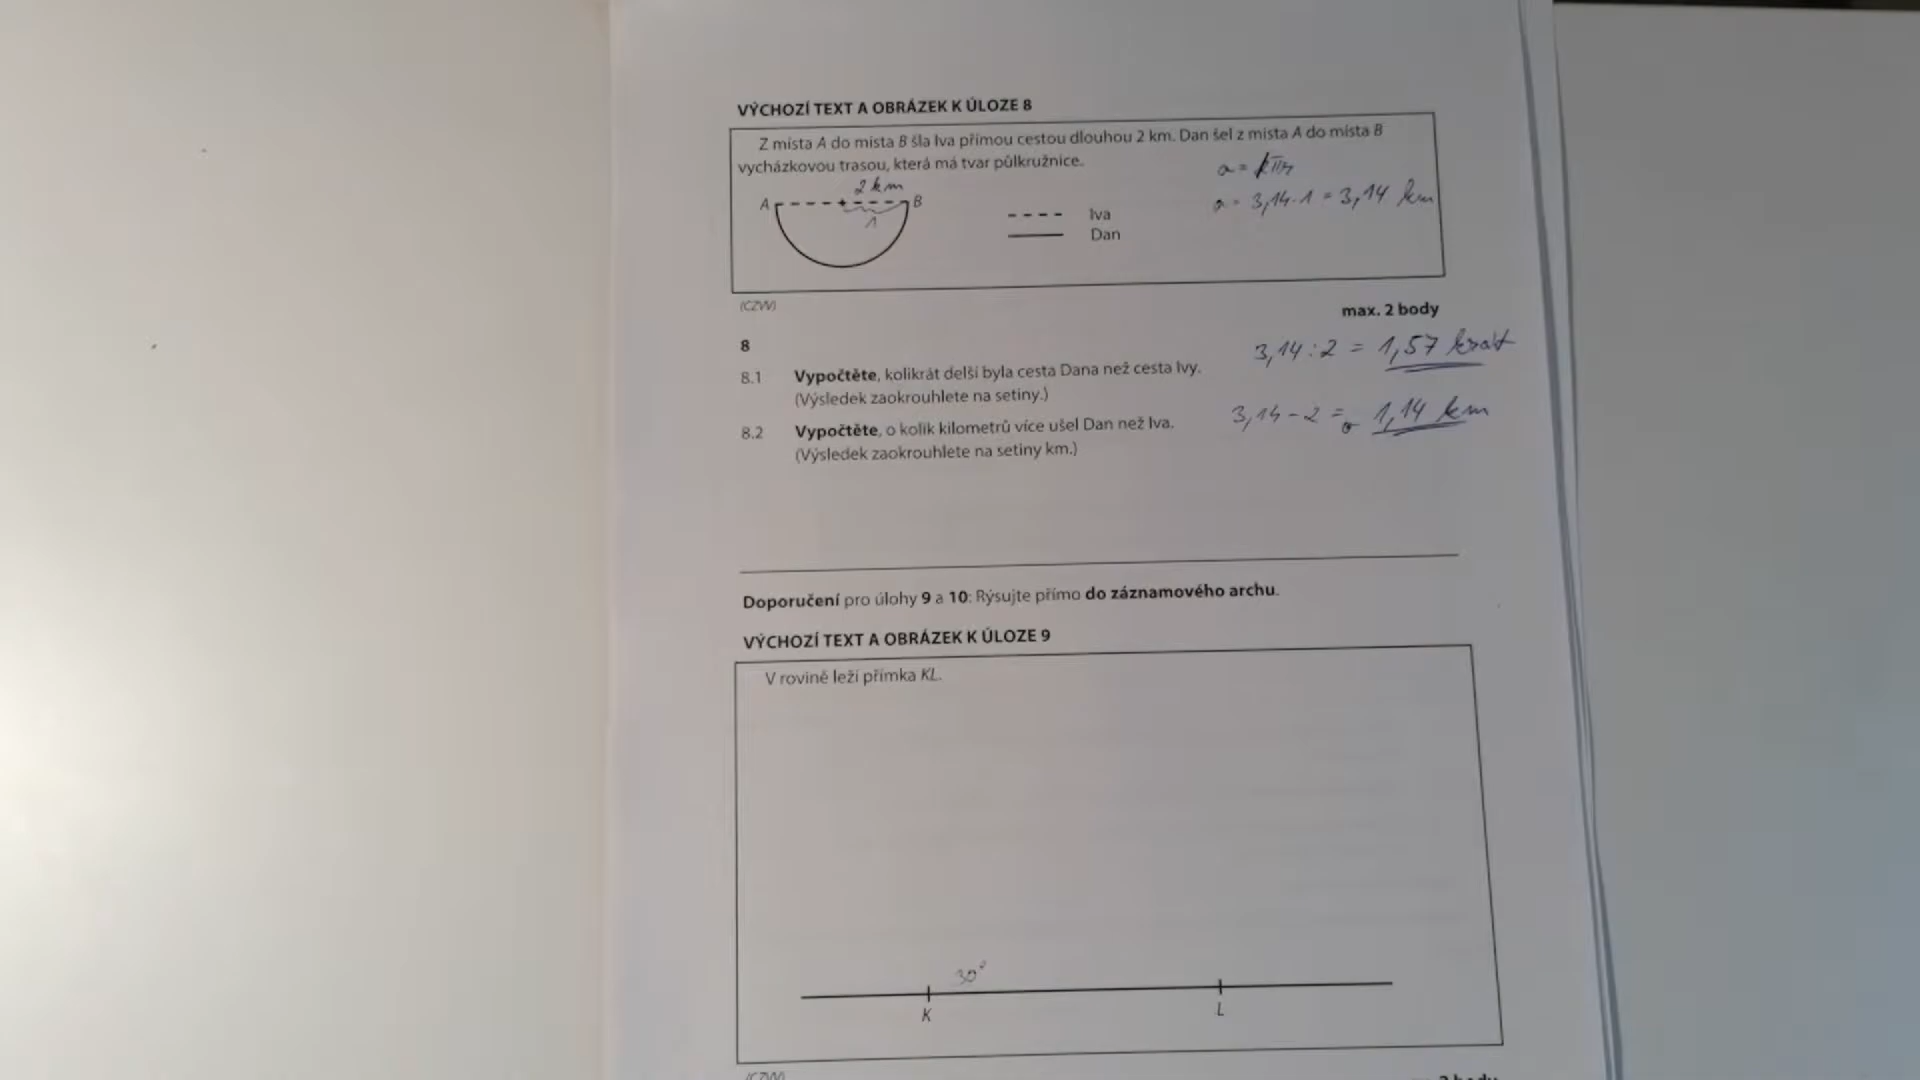 VÝCHOZÍ TEXT A OBRÁZEK K ÚLOZE 8
Z místa A do místa B šla Iva přímou cestou dlouhou 2 km. Dan šel z místa A do místa B
vycházkovou trasou, která má tvar půlkružnice.
2 km
A
B
1
Iva
Dan
o = 3,14 · 1 = 3,14 km
(CZVV)
max. 2 body
8
8.1 Vypočtěte, kolikrát delší byla cesta Dana než cesta Ivy.
(Výsledek zaokrouhlete na setiny.)
3,14 : 2 = 1,57 krát
8.2 Vypočtěte, o kolik kilometrů více ušel Dan než Iva.
(Výsledek zaokrouhlete na setiny km.)
3,14 - 2 = o 1,14 km
Doporučení pro úlohy 9 a 10: Rýsujte přímo do záznamového archu.
VÝCHOZÍ TEXT A OBRÁZEK K ÚLOZE 9
V rovině leží přímka KL.
30°
K
L
(CZVV)
2 body